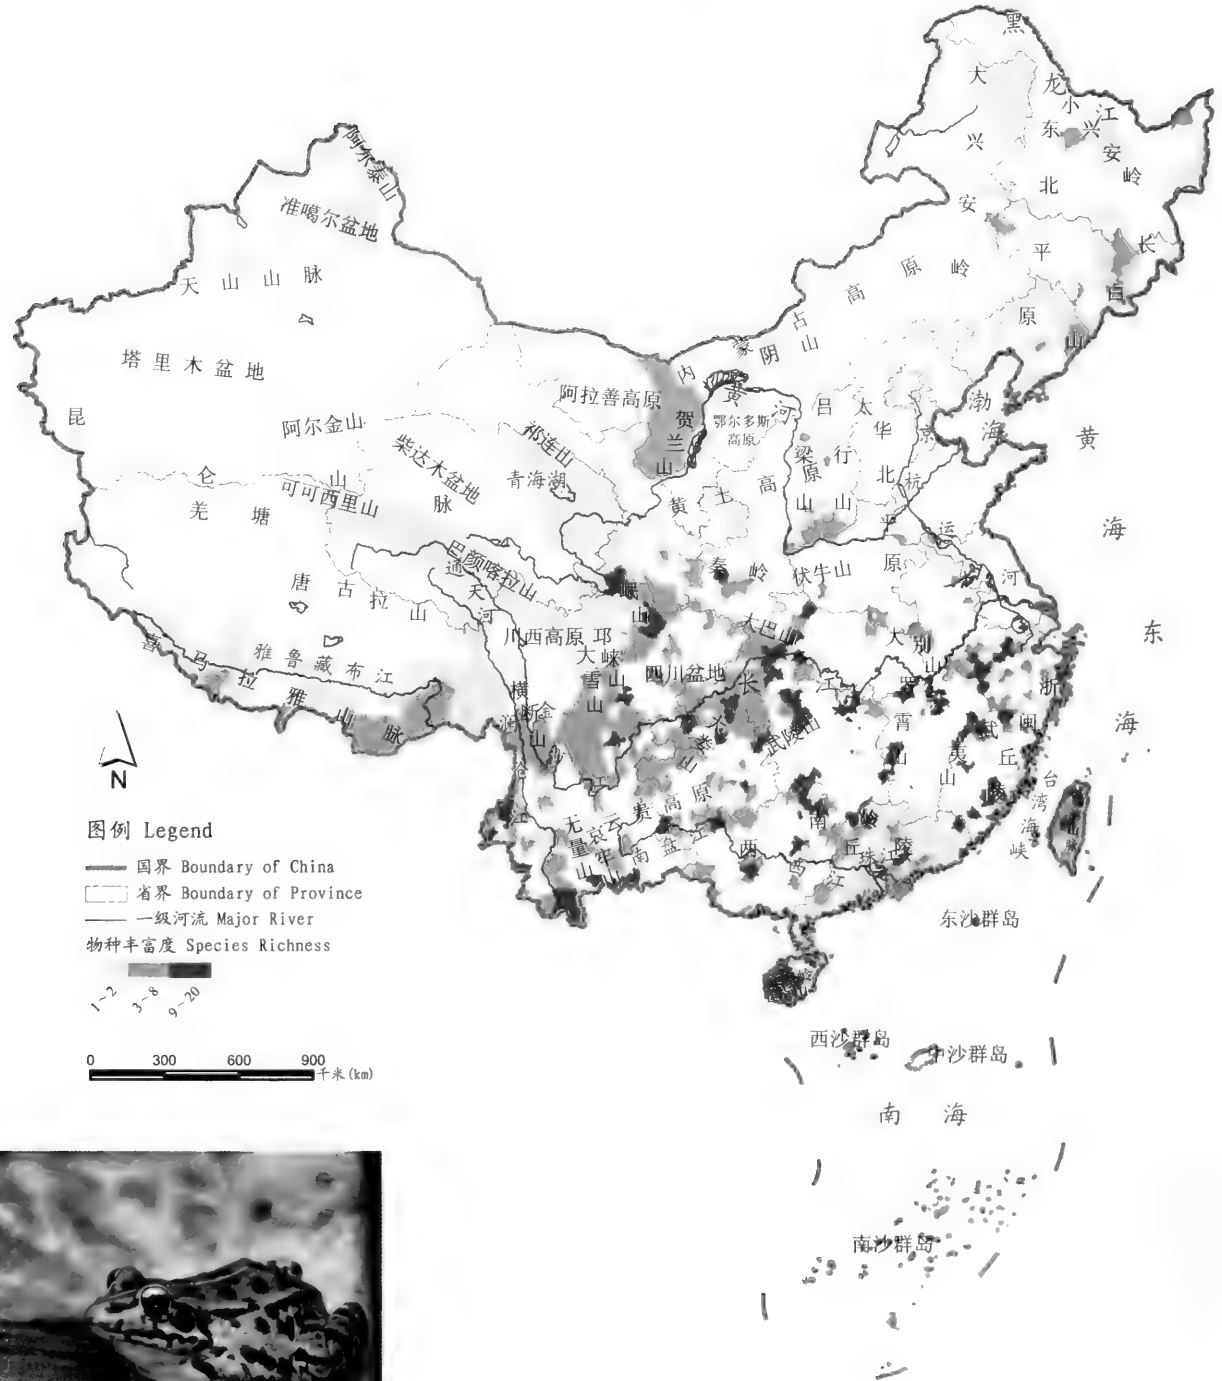 黑
大
龙
小
江
东
兴
兴
安
岭
北
安
长
平
白
原
山
阿尔泰山
准噶尔盆地
天山山脉
塔里木盆地
昆
仑
山
脉
阿尔金山
祁连山
柴达木盆地
青海湖
可可西里山
羌塘
阿拉善高原
贺
兰
山
内
蒙
古
高
原
岭
阴山
黄
河
鄂尔多斯
高原
吕
梁
山
太
行
山
华
北
平
原
京
杭
运
河
渤
海
黄
海
黄
土
高
原
秦岭
伏牛山
巴颜喀拉山
通
天
河
唐古拉山
岷
山
川西高原
邛
崃
山
大
雪
山
四川盆地
大巴山
大别山
雅鲁藏布江
喜马拉雅山脉
横
断
山
金
沙
江
澜
沧
江
长江
大
娄
山
武陵山
罗
霄
山
武
夷
山
浙
闽
丘
陵
东
海
台
湾
海
峡
云贵高原
无
量
山
哀
牢
山
南盘江
南岭
两
丘
陵
珠江
西江
东沙群岛
西沙群岛
中沙群岛
南海
南沙群岛
N
图例 Legend
国界 Boundary of China
省界 Boundary of Province
一级河流 Major River
物种丰富度 Species Richness
1~2
3~8
9~20
0 300 600 900
千米(km)